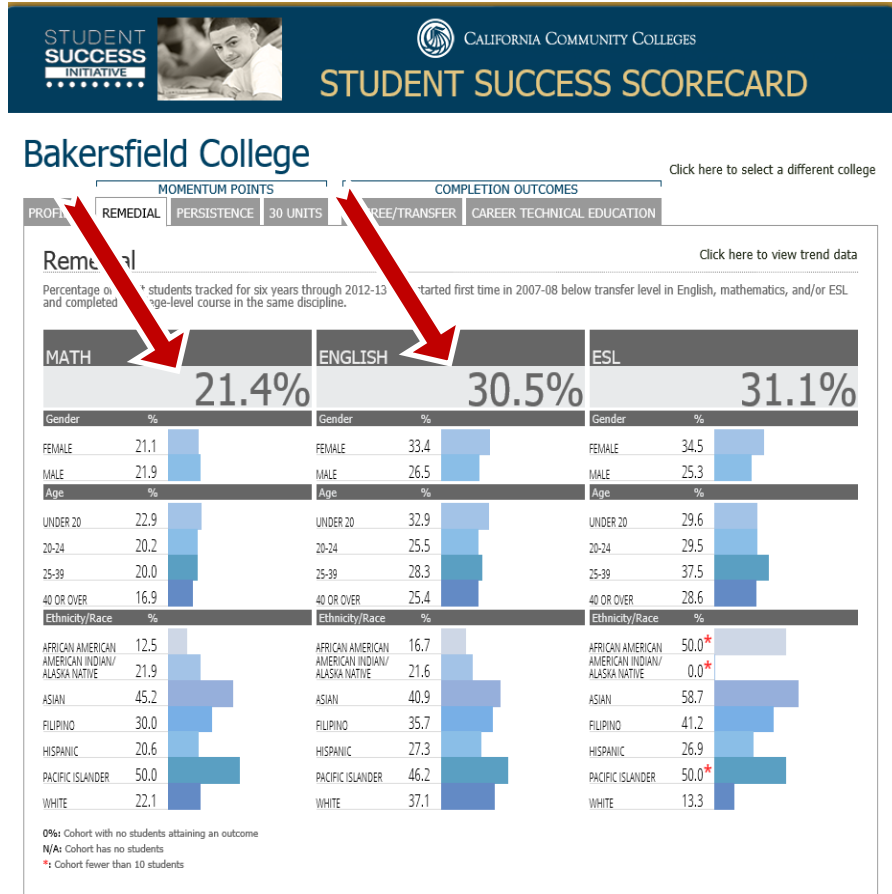 STUDENT
SUCCESS
INITIATIVE
CALIFORNIA COMMUNITY COLLEGES
STUDENT SUCCESS SCORECARD
Bakersfield College
Click here to select a different college
MOMENTUM POINTS COMPLETION OUTCOMES
REMEDIAL PERSISTENCE 30 UNITS CAREER TECHNICAL EDUCATION
Click here to view trend data
Percentage students tracked for six years through 2012-13 started first time in 2007-08 below transfer level in English, mathematics, and/or ESL
and completed course in the same discipline.
MATH ENGLISH ESL
21.4% 30.5% 31.1%
Gender % Gender % Gender %
FEMALE 21.1 FEMALE 33.4 FEMALE 34.5
MALE 21.9 MALE 26.5 MALE 25.3
Age % Age % Age %
UNDER 20 22.9 UNDER 20 32.9 UNDER 20 29.6
20-24 20.2 20-24 25.5 20-24 29.5
25-39 20.0 25-39 28.3 25-39 37.5
40 OR OVER 16.9 40 OR OVER 25.4 40 OR OVER 28.6
Ethnicity/Race % Ethnicity/Race % Ethnicity/Race %
AFRICAN AMERICAN 12.5 AFRICAN AMERICAN 16.7 AFRICAN AMERICAN 50.0*
AMERICAN INDIAN/ AMERICAN INDIAN/ AMERICAN INDIAN/
ALASKA NATIVE 21.9 ALASKA NATIVE 21.6 ALASKA NATIVE 0.0*
ASIAN 45.2 ASIAN 40.9 ASIAN 58.7
FILIPINO 30.0 FILIPINO 35.7 FILIPINO 41.2
HISPANIC 20.6 HISPANIC 27.3 HISPANIC 26.9
PACIFIC ISLANDER 50.0 PACIFIC ISLANDER 46.2 PACIFIC ISLANDER 50.0*
WHITE 22.1 WHITE 37.1 WHITE 13.3
0%: Cohort with no students attaining an outcome
N/A: Cohort has no students
*: Cohort fewer than 10 students